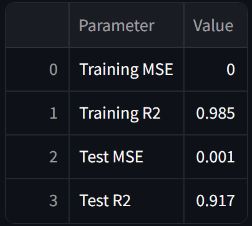 Parameter Value
0 Training MSE 0
1 Training R2 0.985
2 Test MSE 0.001
3 Test R2 0.917